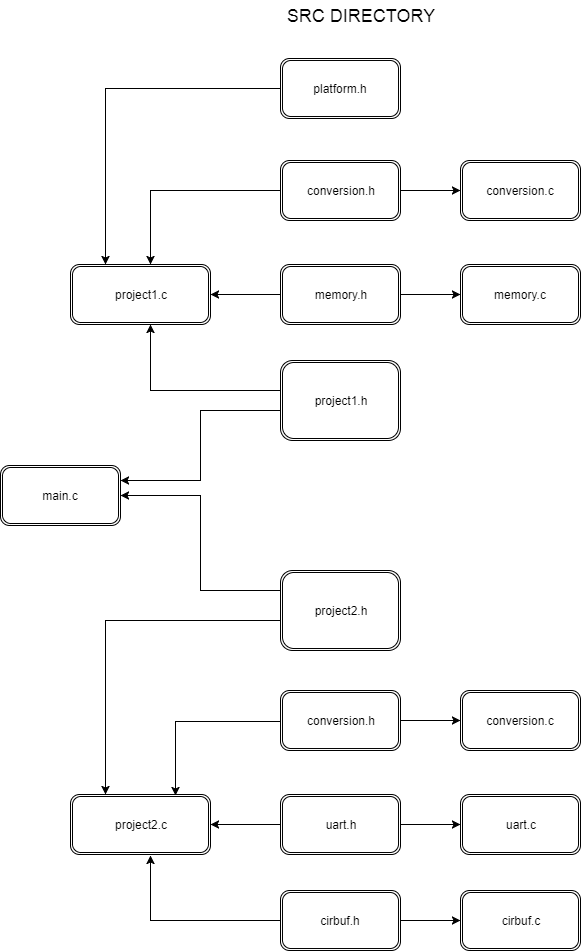 SRC DIRECTORY
platform.h
conversion.h
conversion.c
project1.c
memory.h
memory.c
project1.h
main.c
project2.h
conversion.h
conversion.c
project2.c
uart.h
uart.c
cirbuf.h
cirbuf.c